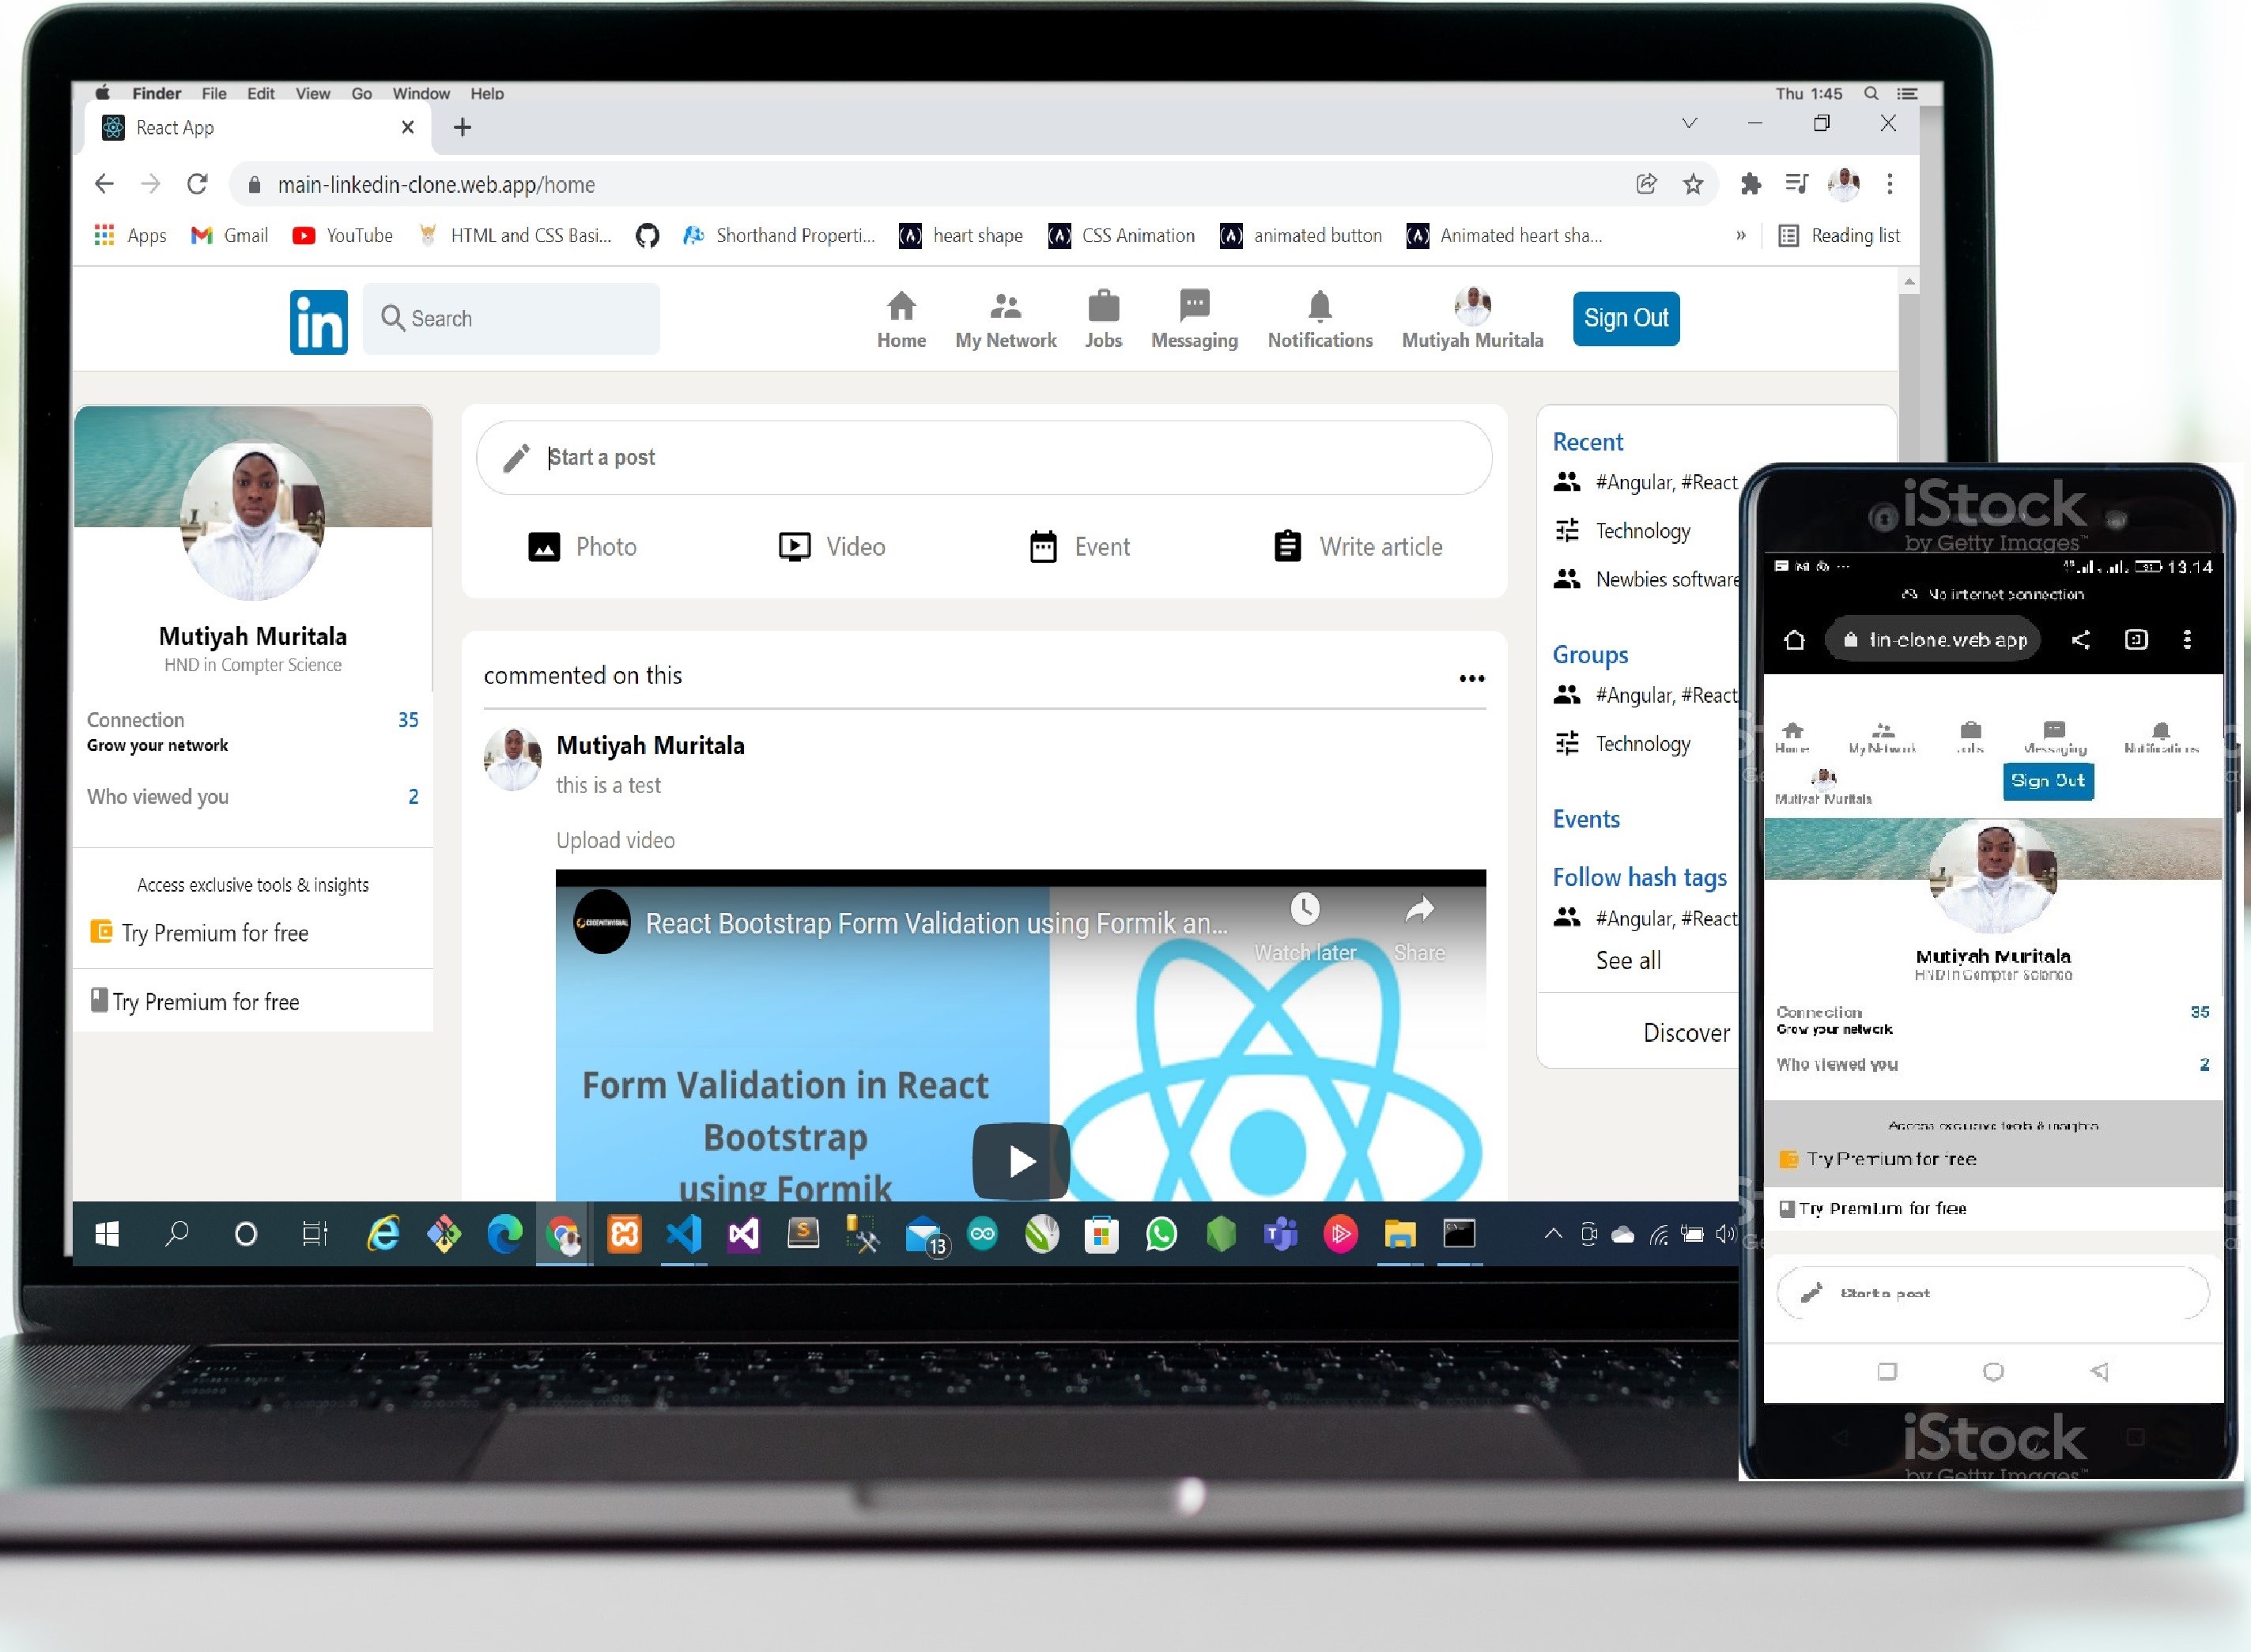 Finder File Edit View Go Window Help Thu 1:45
React App
main-linkedin-clone.web.app/home
Apps Gmail YouTube HTML and CSS Basi... Shorthand Properti... heart shape CSS Animation animated button Animated heart sha... » Reading list
in Search Home My Network Jobs Messaging Notifications Mutiyah Muritala Sign Out
Mutiyah Muritala
HND in Compter Science
Connection 35
Grow your network
Who viewed you 2
Access exclusive tools & insights
Try Premium for free
Try Premium for free
Start a post
Photo Video Event Write article
commented on this
Mutiyah Muritala
this is a test
Upload video
React Bootstrap Form Validation using Formik an...
Watch later Share
Form Validation in React
Bootstrap
using Formik
Recent
#Angular, #React
Technology
Newbies software
Groups
#Angular, #React
Technology
Events
Follow hash tags
#Angular, #React
See all
Discover
13
iStock
by Getty Images™
13.14
No internet connection
din-clone.web app
Home My Network Jobs Messaging Notifications
Mutiyah Muritala Sign Out
Mutiyah Muritala
HND in Compter Science
Connection 35
Grow your network
Who viewed you 2
Access exclusive tools & insights
Try Premium for free
Try Premium for free
Start a post
iStock
by Getty Images™